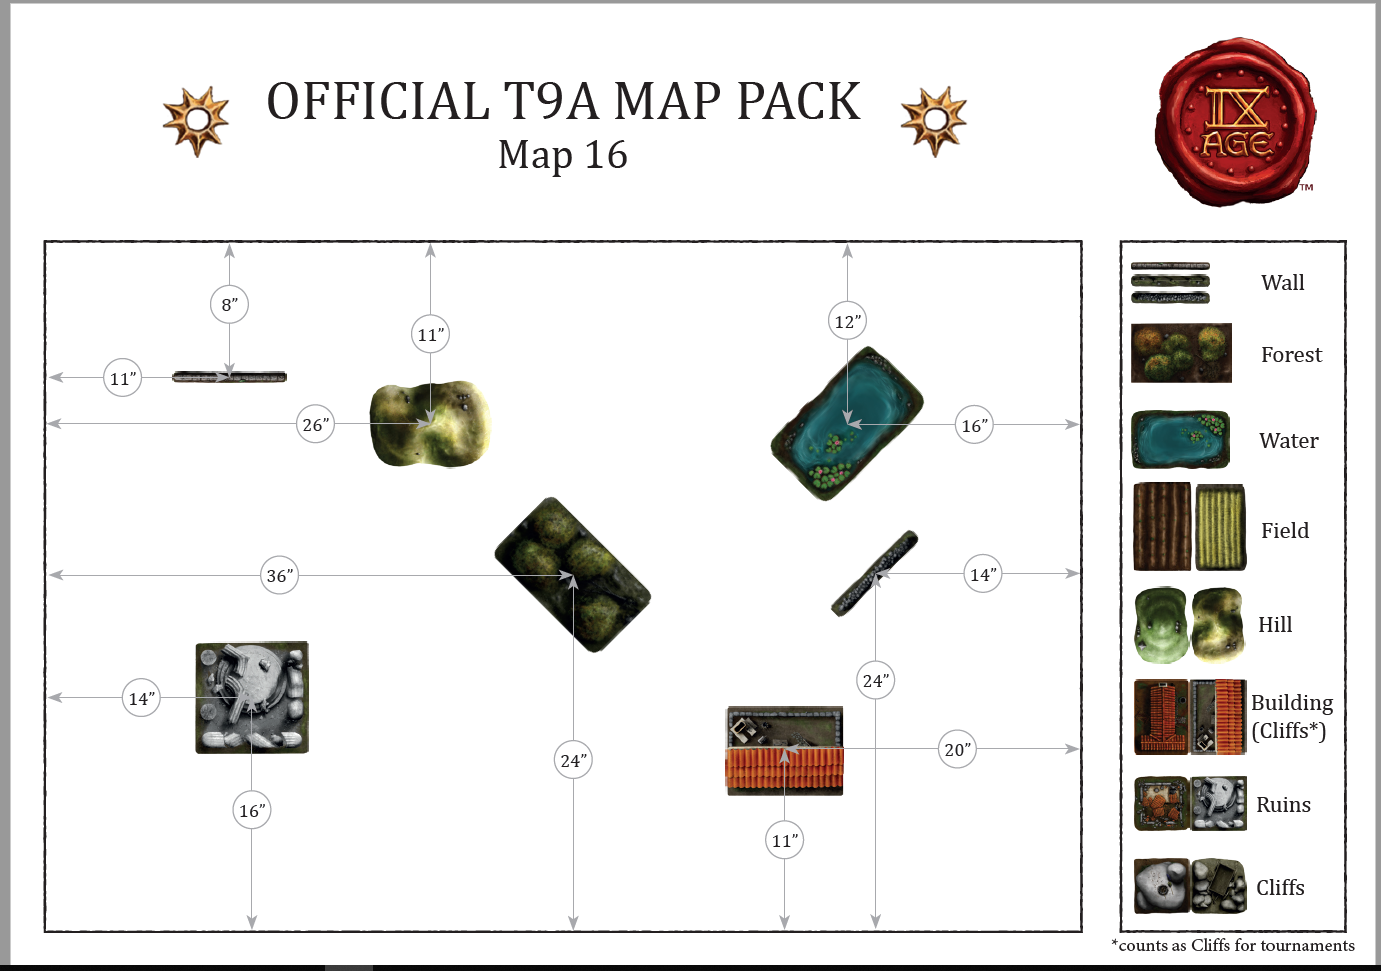 OFFICIAL T9A MAP PACK
Map 16
IX
AGE
™
8”
11”
12”
11”
26”
16”
36”
14”
14”
24”
24”
20”
16”
11”
Wall
Forest
Water
Field
Hill
Building
(Cliffs*)
Ruins
Cliffs
*counts as Cliffs for tournaments